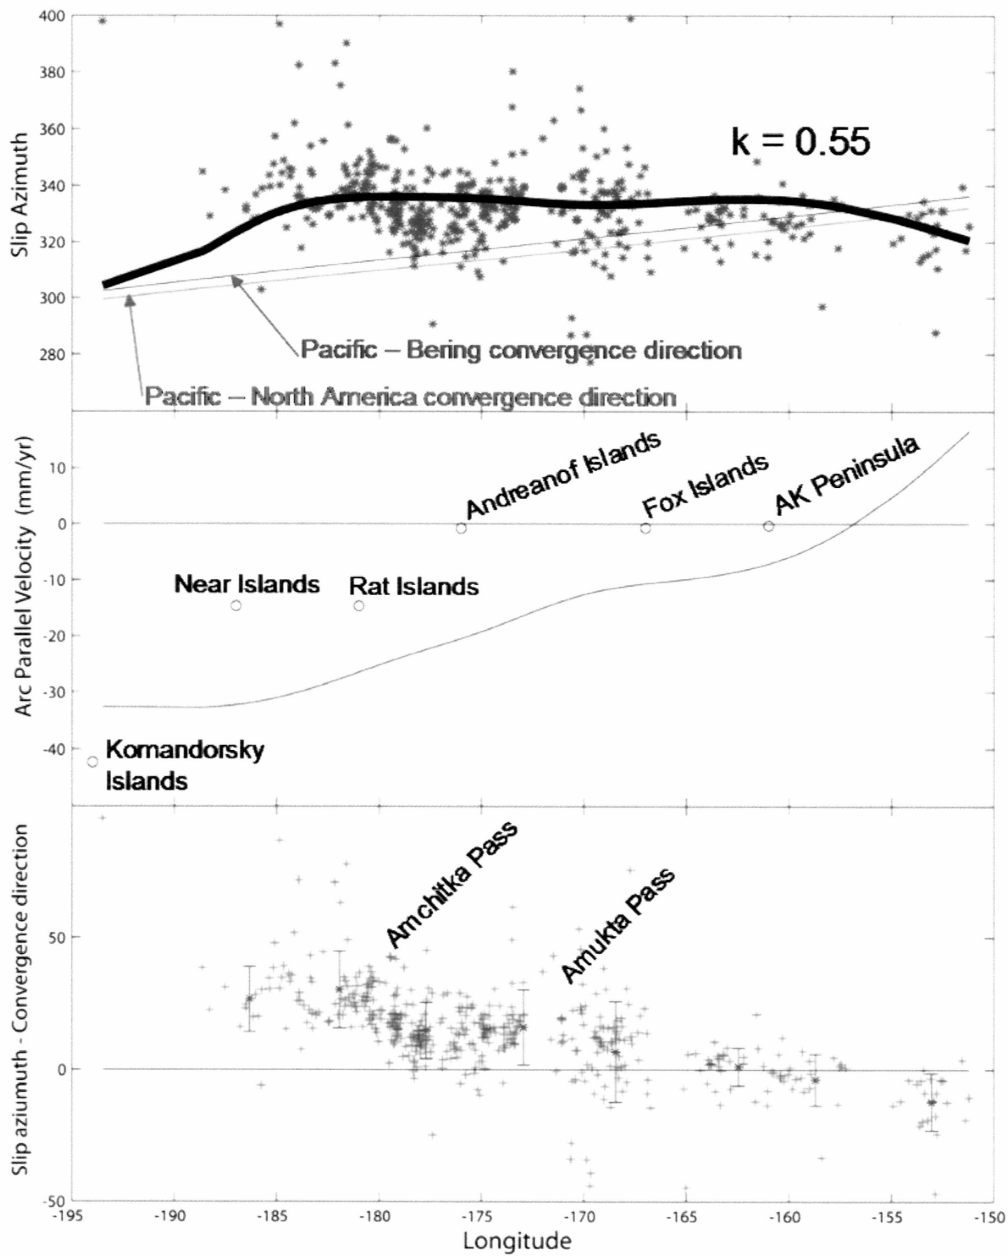 400
380
360
340
320
300
280
Slip Azimuth
k = 0.55
Pacific – Bering convergence direction
Pacific – North America convergence direction
10
0
-10
-20
-30
-40
Arc Parallel Velocity (mm/yr)
Andreanof Islands
Fox Islands
AK Peninsula
Near Islands
Rat Islands
Komandorsky
Islands
50
0
-50
Slip aziumuth - Convergence direction
Amchitka Pass
Amukta Pass
-195
-190
-185
-180
-175
-170
-165
-160
-155
-150
Longitude